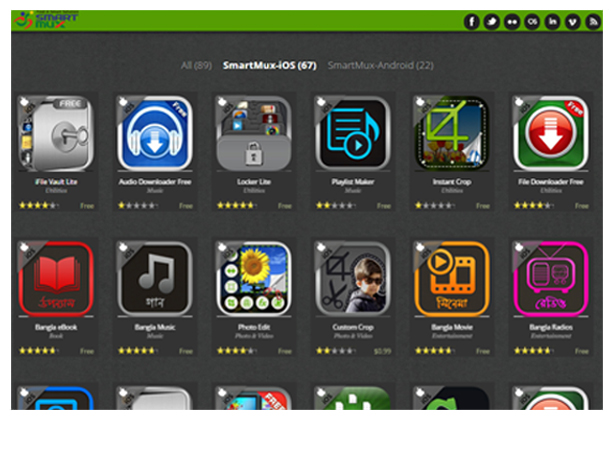 SMART
MUX
All (89) SmartMux-iOS (67) SmartMux-Android (22)
FREE
Free
Free
iFile Vault Lite
Audio Downloader Free
Locker Lite
Playlist Maker
Instant Crop
File Downloader Free
Utilities
Music
Utilities
Music
Utilities
Utilities
Free
Free
Free
Free
Free
Free
উপন্যাস
গান
সিনেমা
রেডিও
Bangla eBook
Bangla Music
Photo Edit
Custom Crop
Bangla Movie
Bangla Radios
Book
Music
Photo & Video
Photo & Video
Entertainment
Entertainment
Free
Free
Free
$0.99
Free
Free
FREE